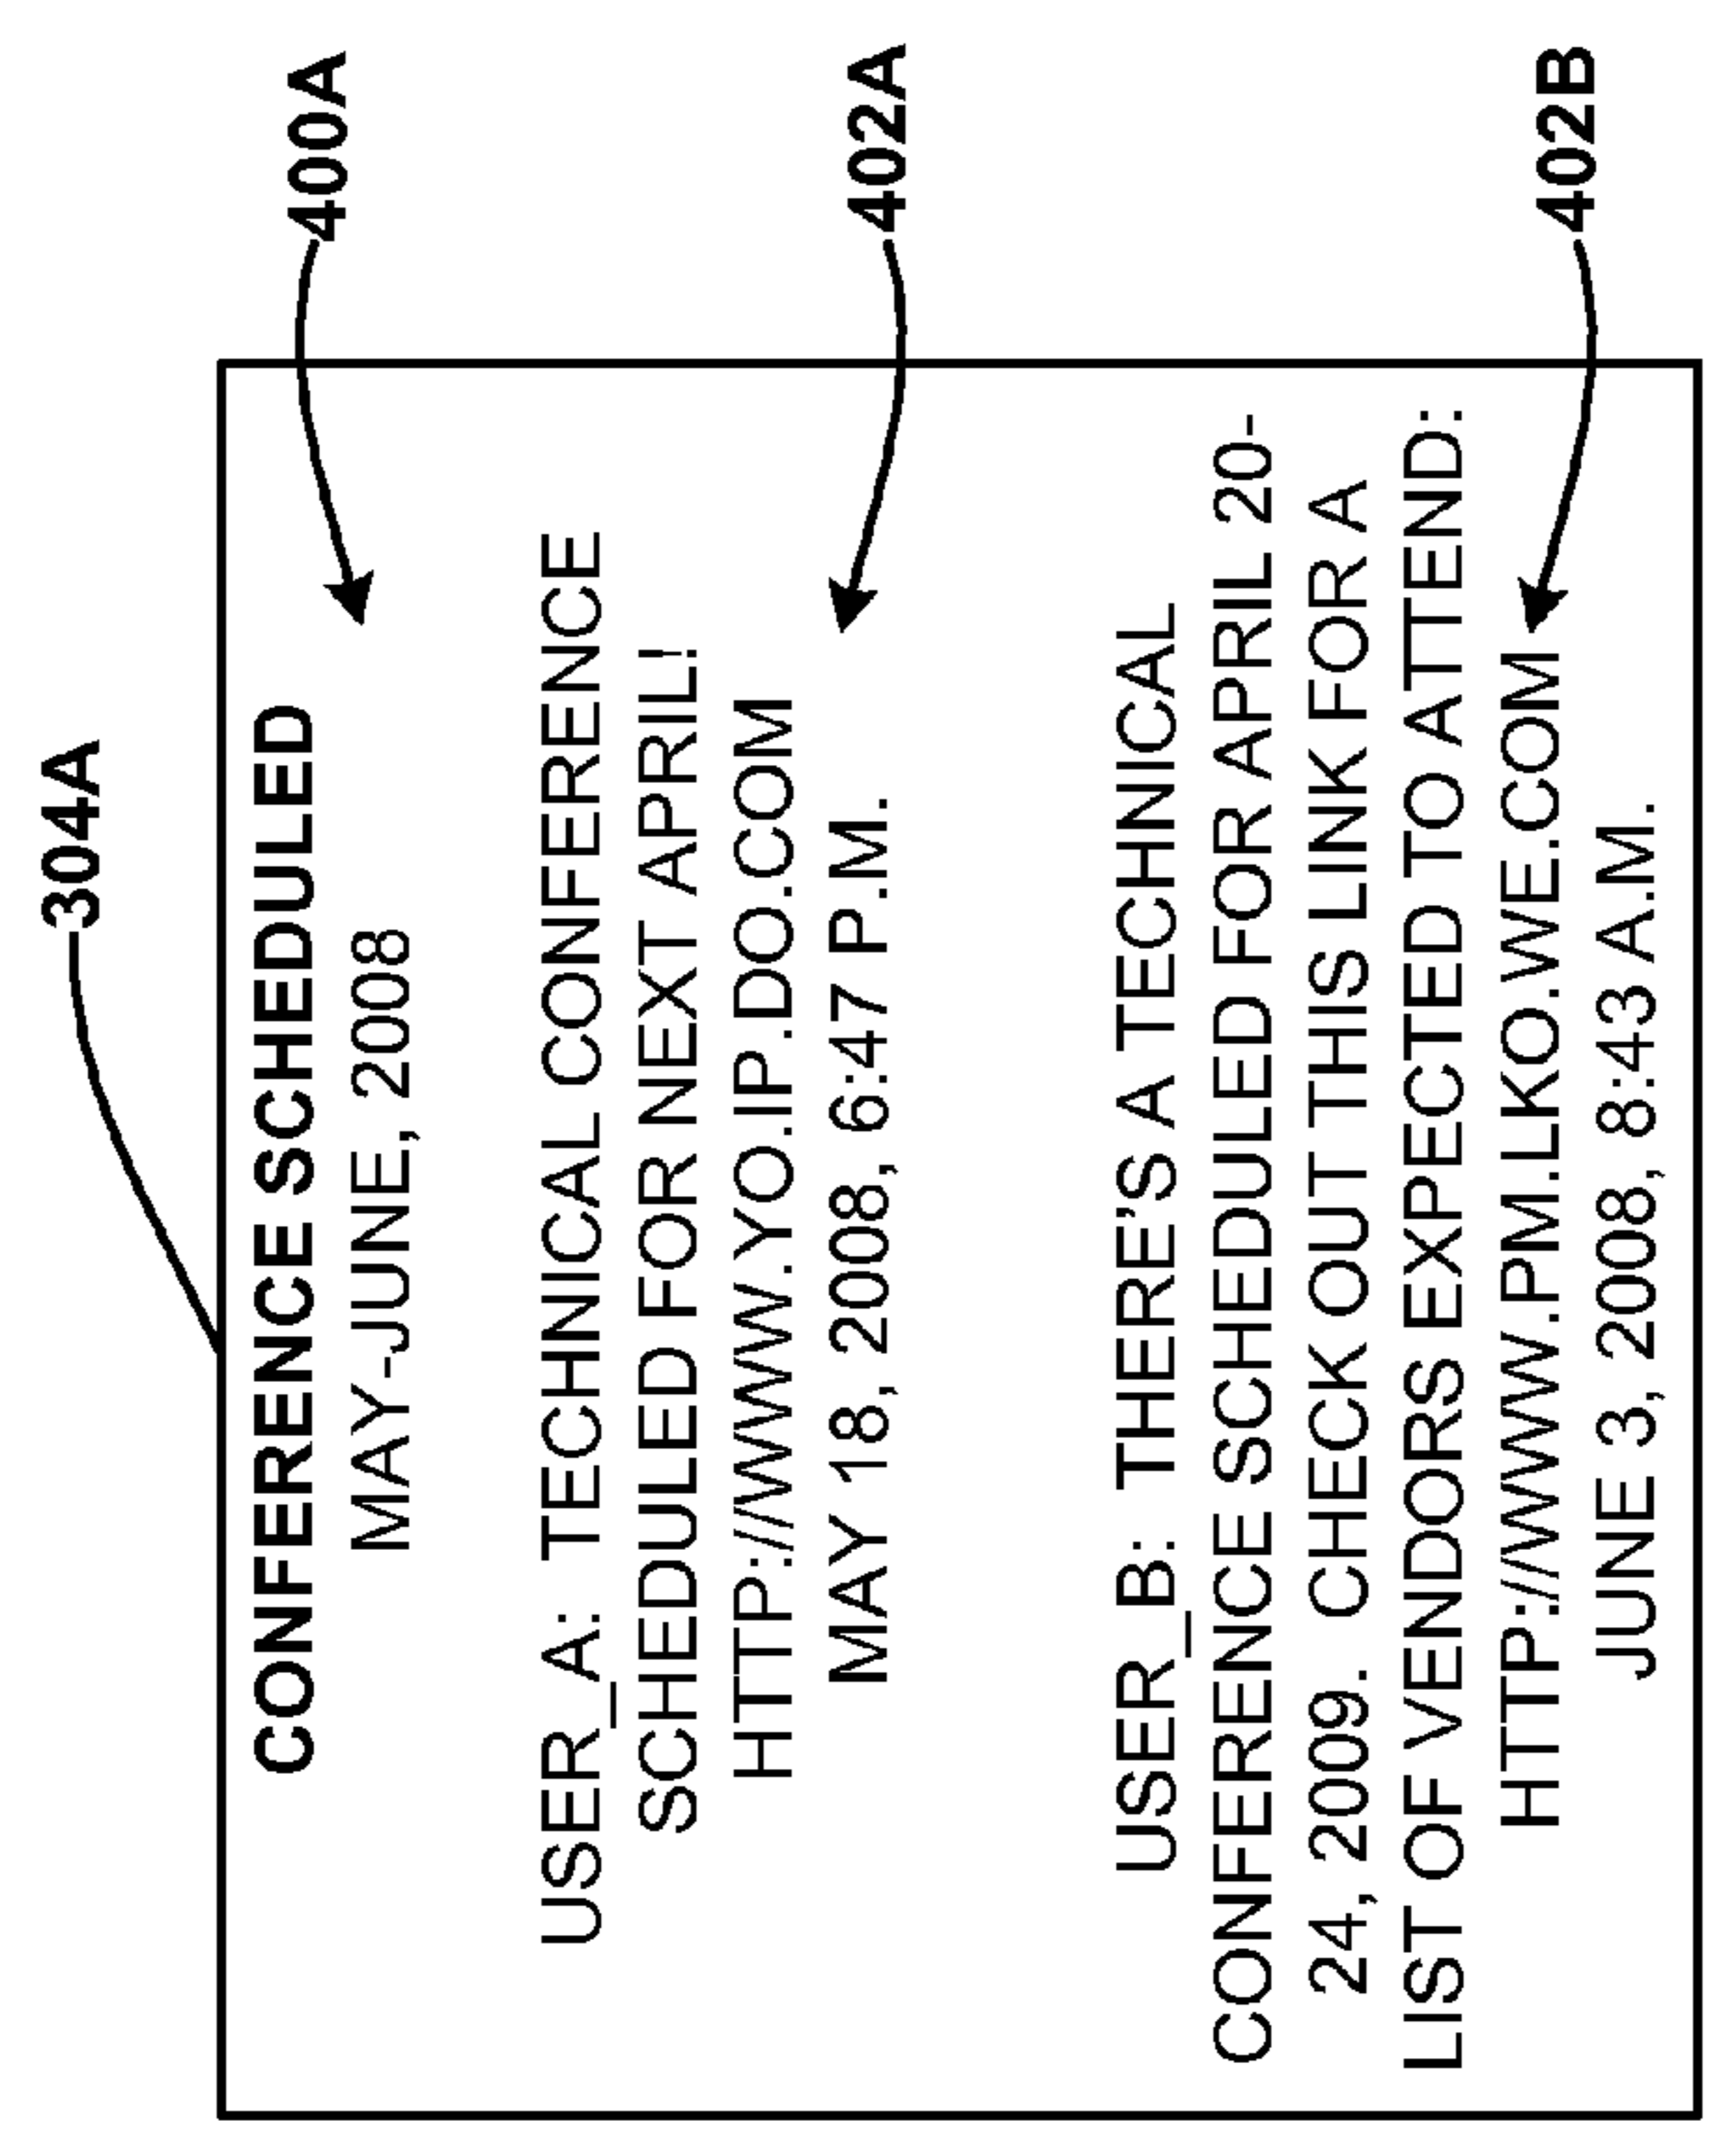 304A
CONFERENCE SCHEDULED
MAY-JUNE, 2008
400A
USER_A: TECHNICAL CONFERENCE
SCHEDULED FOR NEXT APRIL!
HTTP://WWW.YO.IP.DO.COM
MAY 18, 2008, 6:47 P.M.
402A
USER_B: THERE'S A TECHNICAL
CONFERENCE SCHEDULED FOR APRIL 20-
24, 2009. CHECK OUT THIS LINK FOR A
LIST OF VENDORS EXPECTED TO ATTEND:
HTTP://WWW.PM.LKO.WE.COM
JUNE 3, 2008, 8:43 A.M.
402B